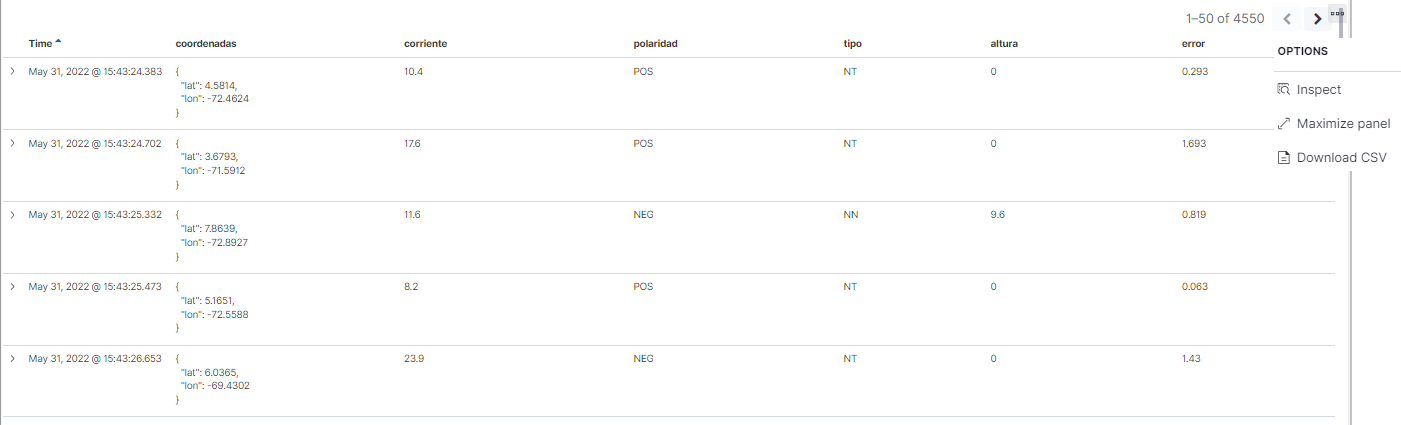 1–50 of 4550
Time coordenadas corriente polaridad tipo altura error
OPTIONS
Inspect
Maximize panel
Download CSV
May 31, 2022 @ 15:43:24.383 { 10.4 POS NT 0 0.293
"lat": 4.5814,
"lon": -72.4624
}
May 31, 2022 @ 15:43:24.702 { 17.6 POS NT 0 1.693
"lat": 3.6793,
"lon": -71.5912
}
May 31, 2022 @ 15:43:25.332 { 11.6 NEG NN 9.6 0.819
"lat": 7.8639,
"lon": -72.8927
}
May 31, 2022 @ 15:43:25.473 { 8.2 POS NT 0 0.063
"lat": 5.1651,
"lon": -72.5588
}
May 31, 2022 @ 15:43:26.653 { 23.9 NEG NT 0 1.43
"lat": 6.0365,
"lon": -69.4302
}